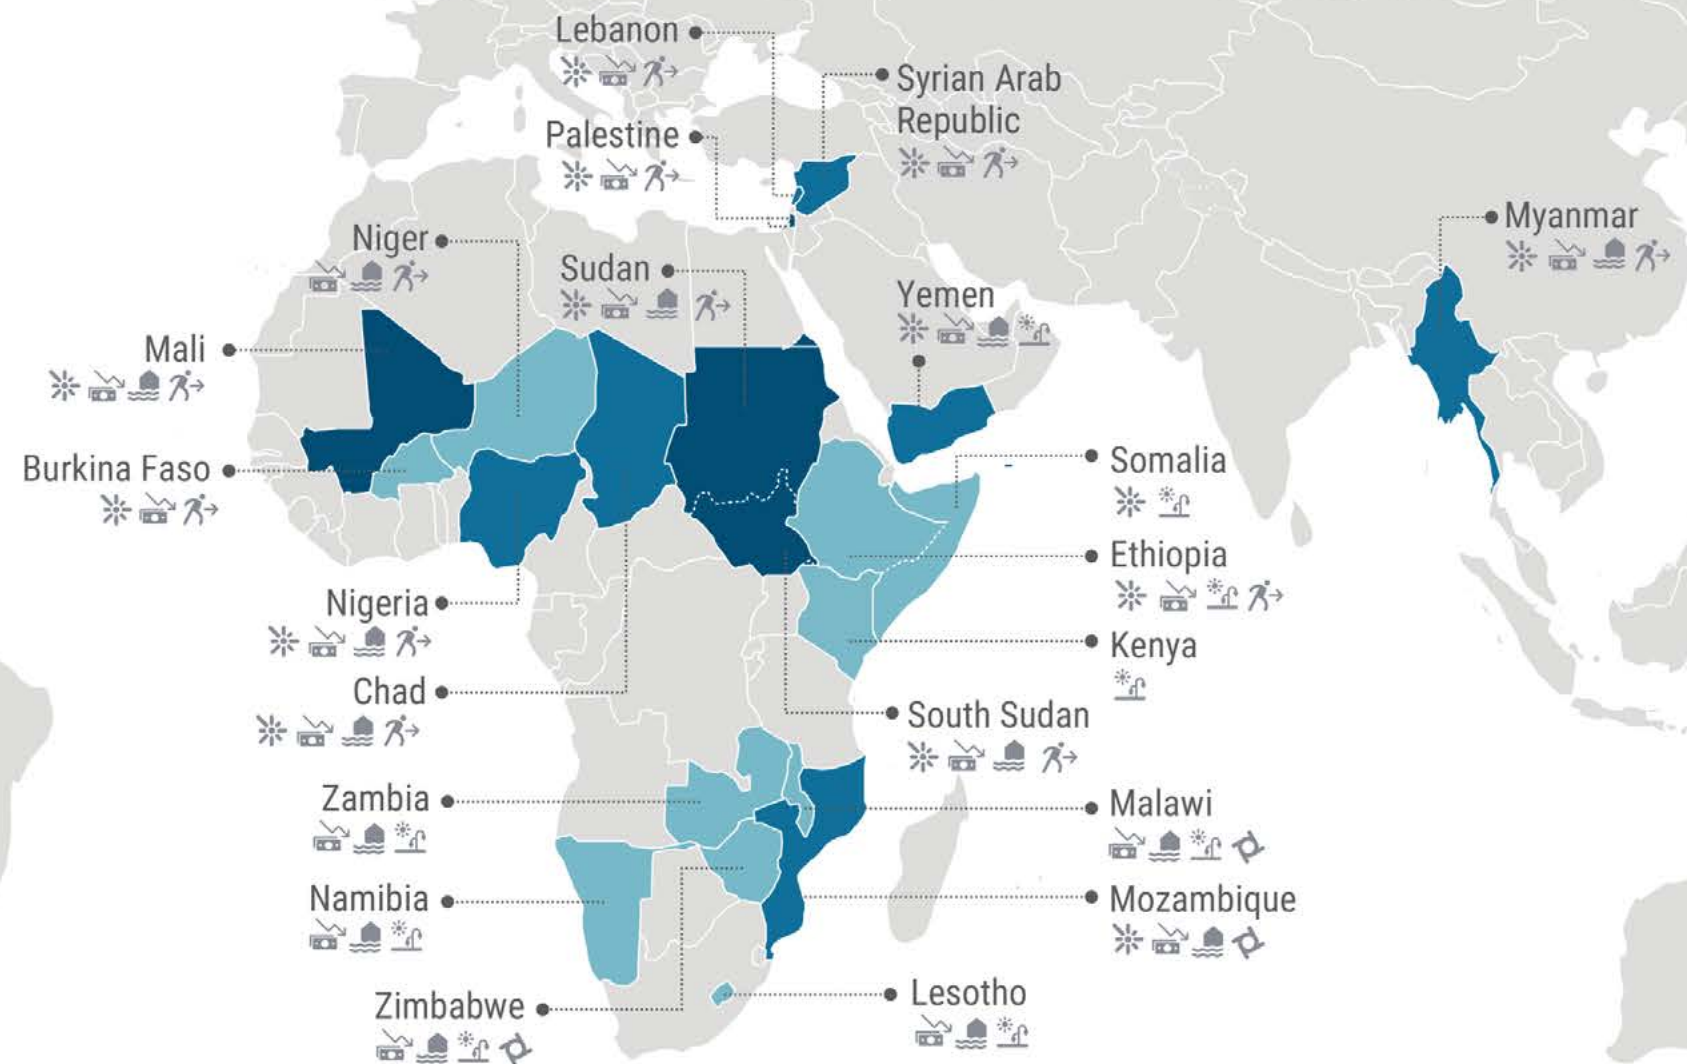 Lebanon
Syrian Arab
Republic
Palestine
Myanmar
Niger
Sudan
Yemen
Mali
Burkina Faso
Somalia
Ethiopia
Nigeria
Kenya
Chad
South Sudan
Zambia
Malawi
Namibia
Mozambique
Zimbabwe
Lesotho